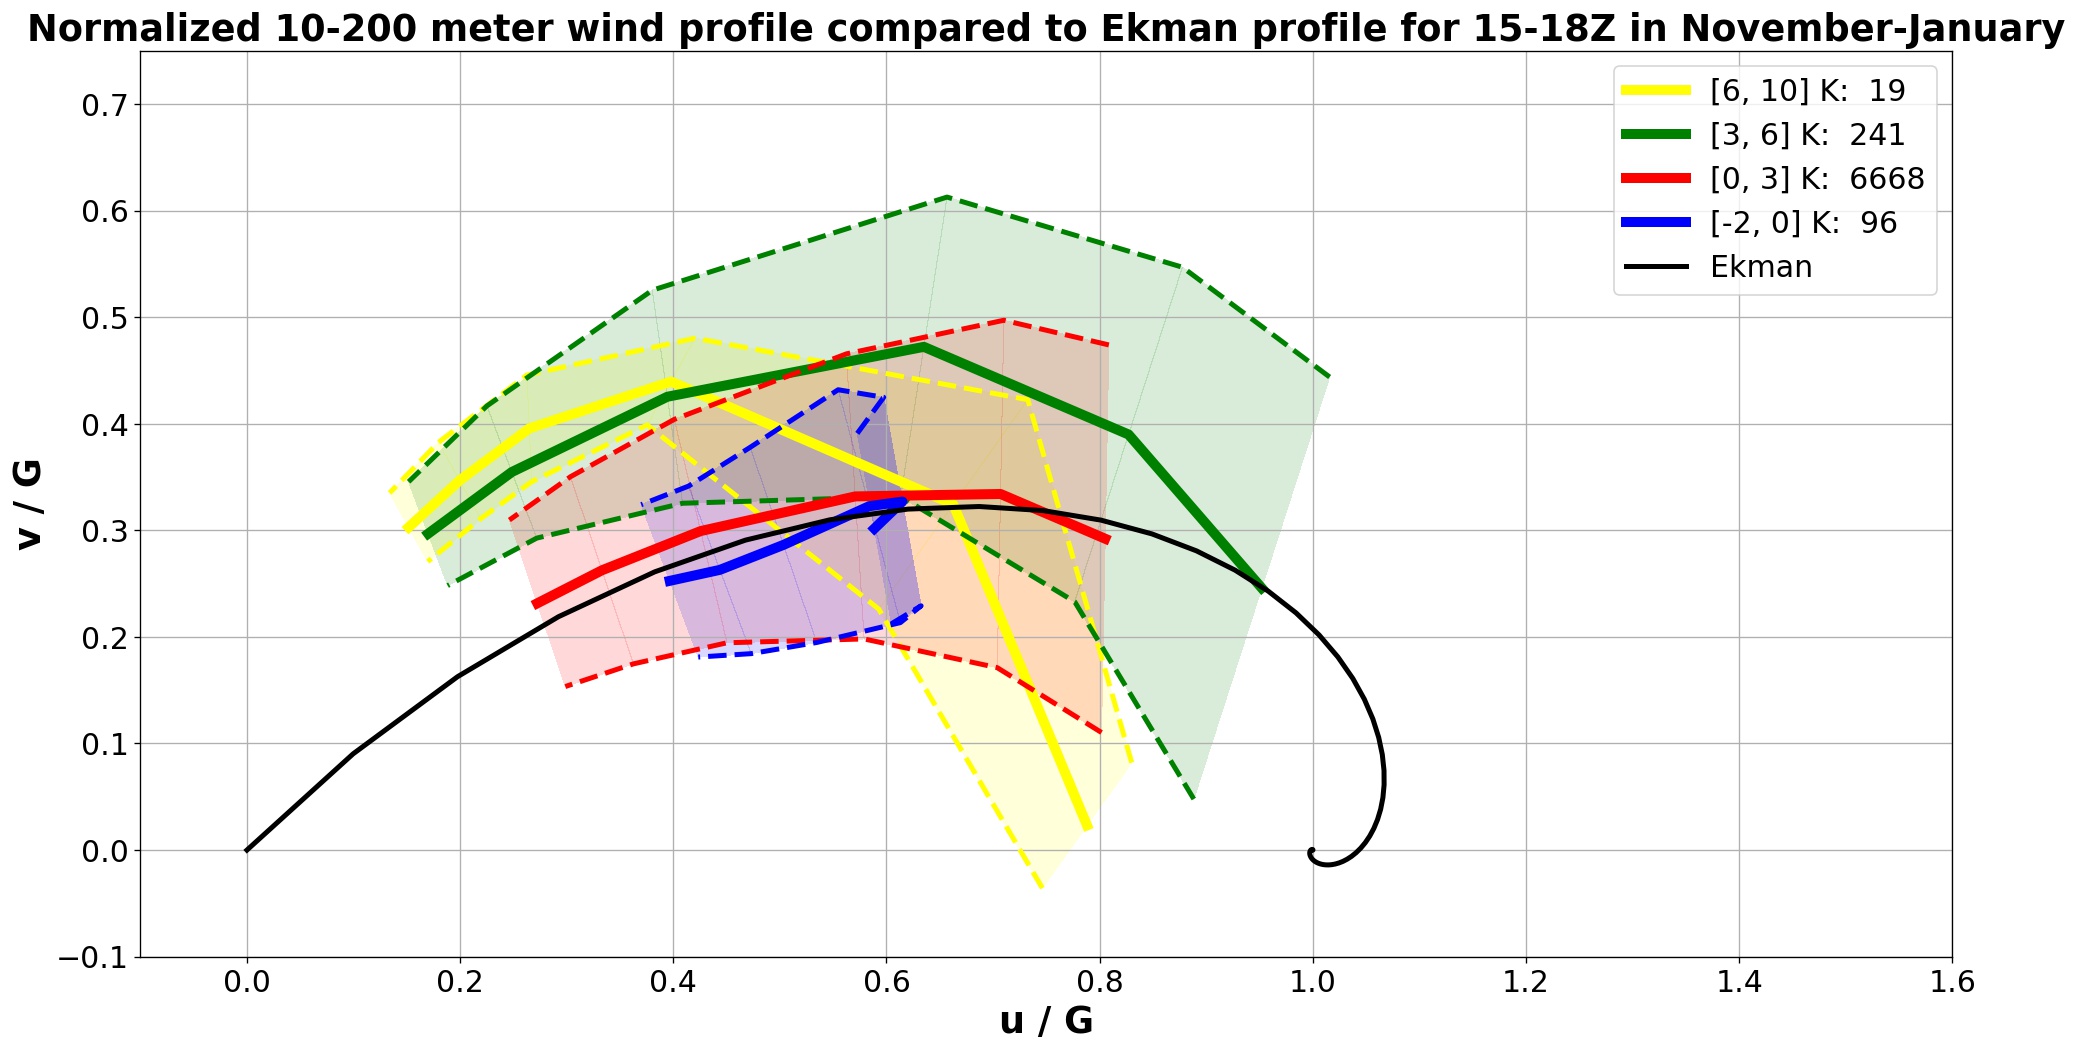 Normalized 10-200 meter wind profile compared to Ekman profile for 15-18Z in November-January
[6, 10] K:  19
[3, 6] K:  241
[0, 3] K:  6668
[-2, 0] K:  96
Ekman
0.7
0.6
0.5
0.4
0.3
0.2
0.1
0.0
−0.1
v / G
0.0 0.2 0.4 0.6 0.8 1.0 1.2 1.4 1.6
u / G